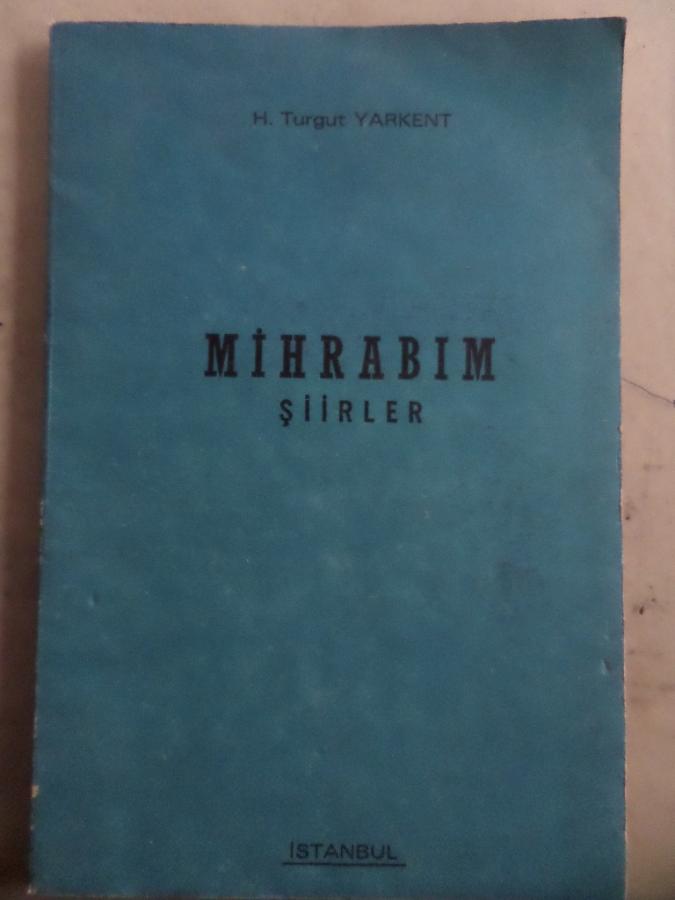 H. Turgut YARKENT
MİHRABIM
ŞİİRLER
İSTANBUL